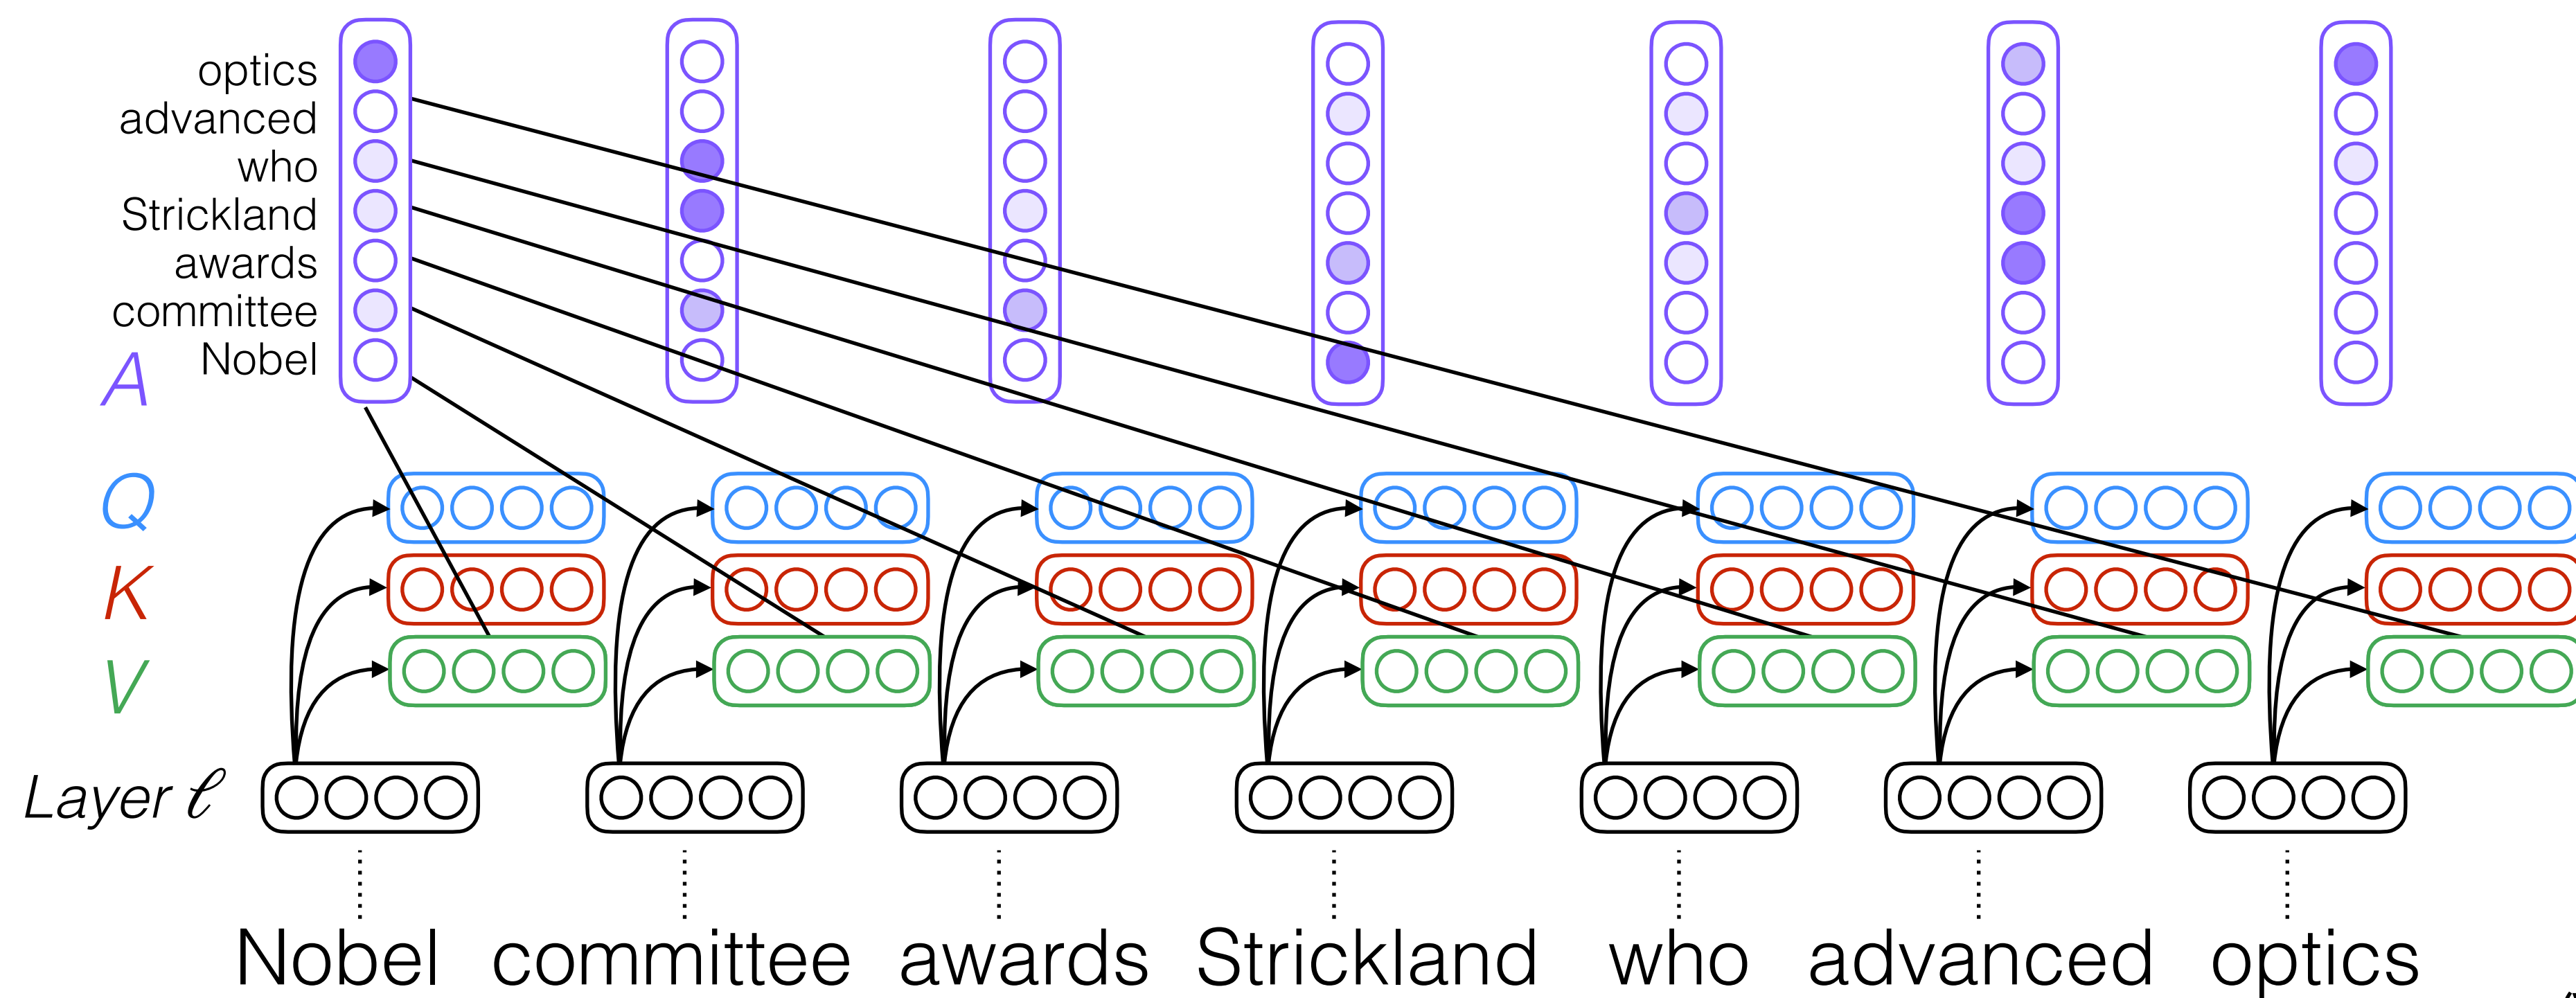 optics
advanced
who
Strickland
awards
committee
Nobel
A
Q
K
V
Layer ℓ
Nobel committee awards Strickland who advanced optics